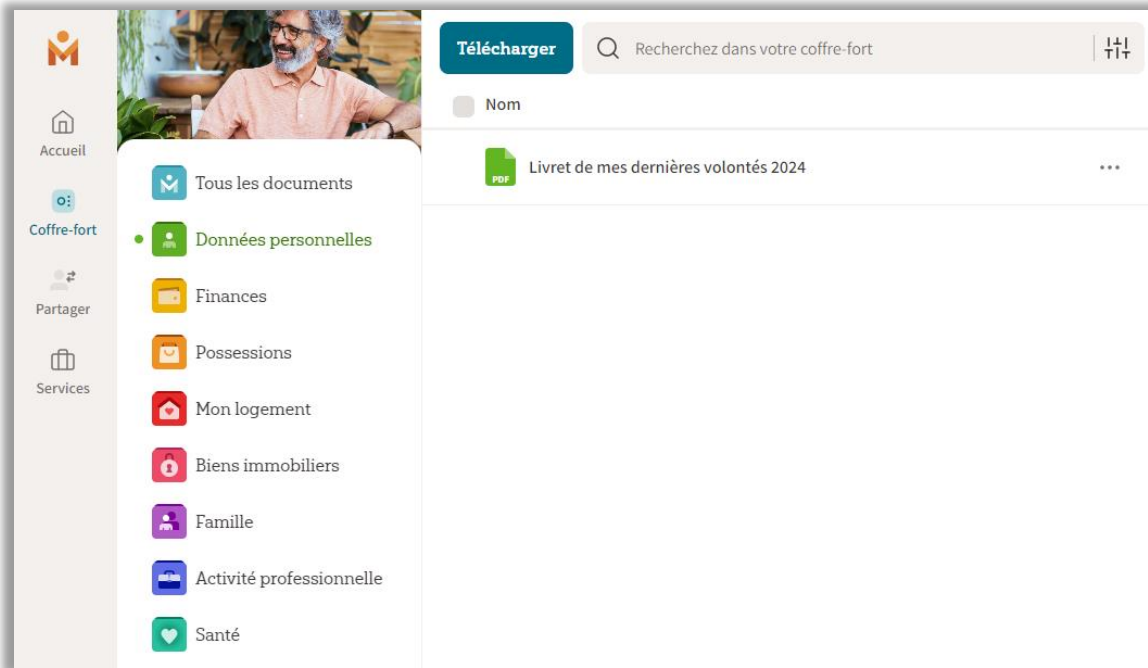 Accueil
Coffre-fort
Partager
Services
Tous les documents
Données personnelles
Finances
Possessions
Mon logement
Biens immobiliers
Famille
Activité professionnelle
Santé
Télécharger
Recherchez dans votre coffre-fort
Nom
PDF
Livret de mes dernières volontés 2024